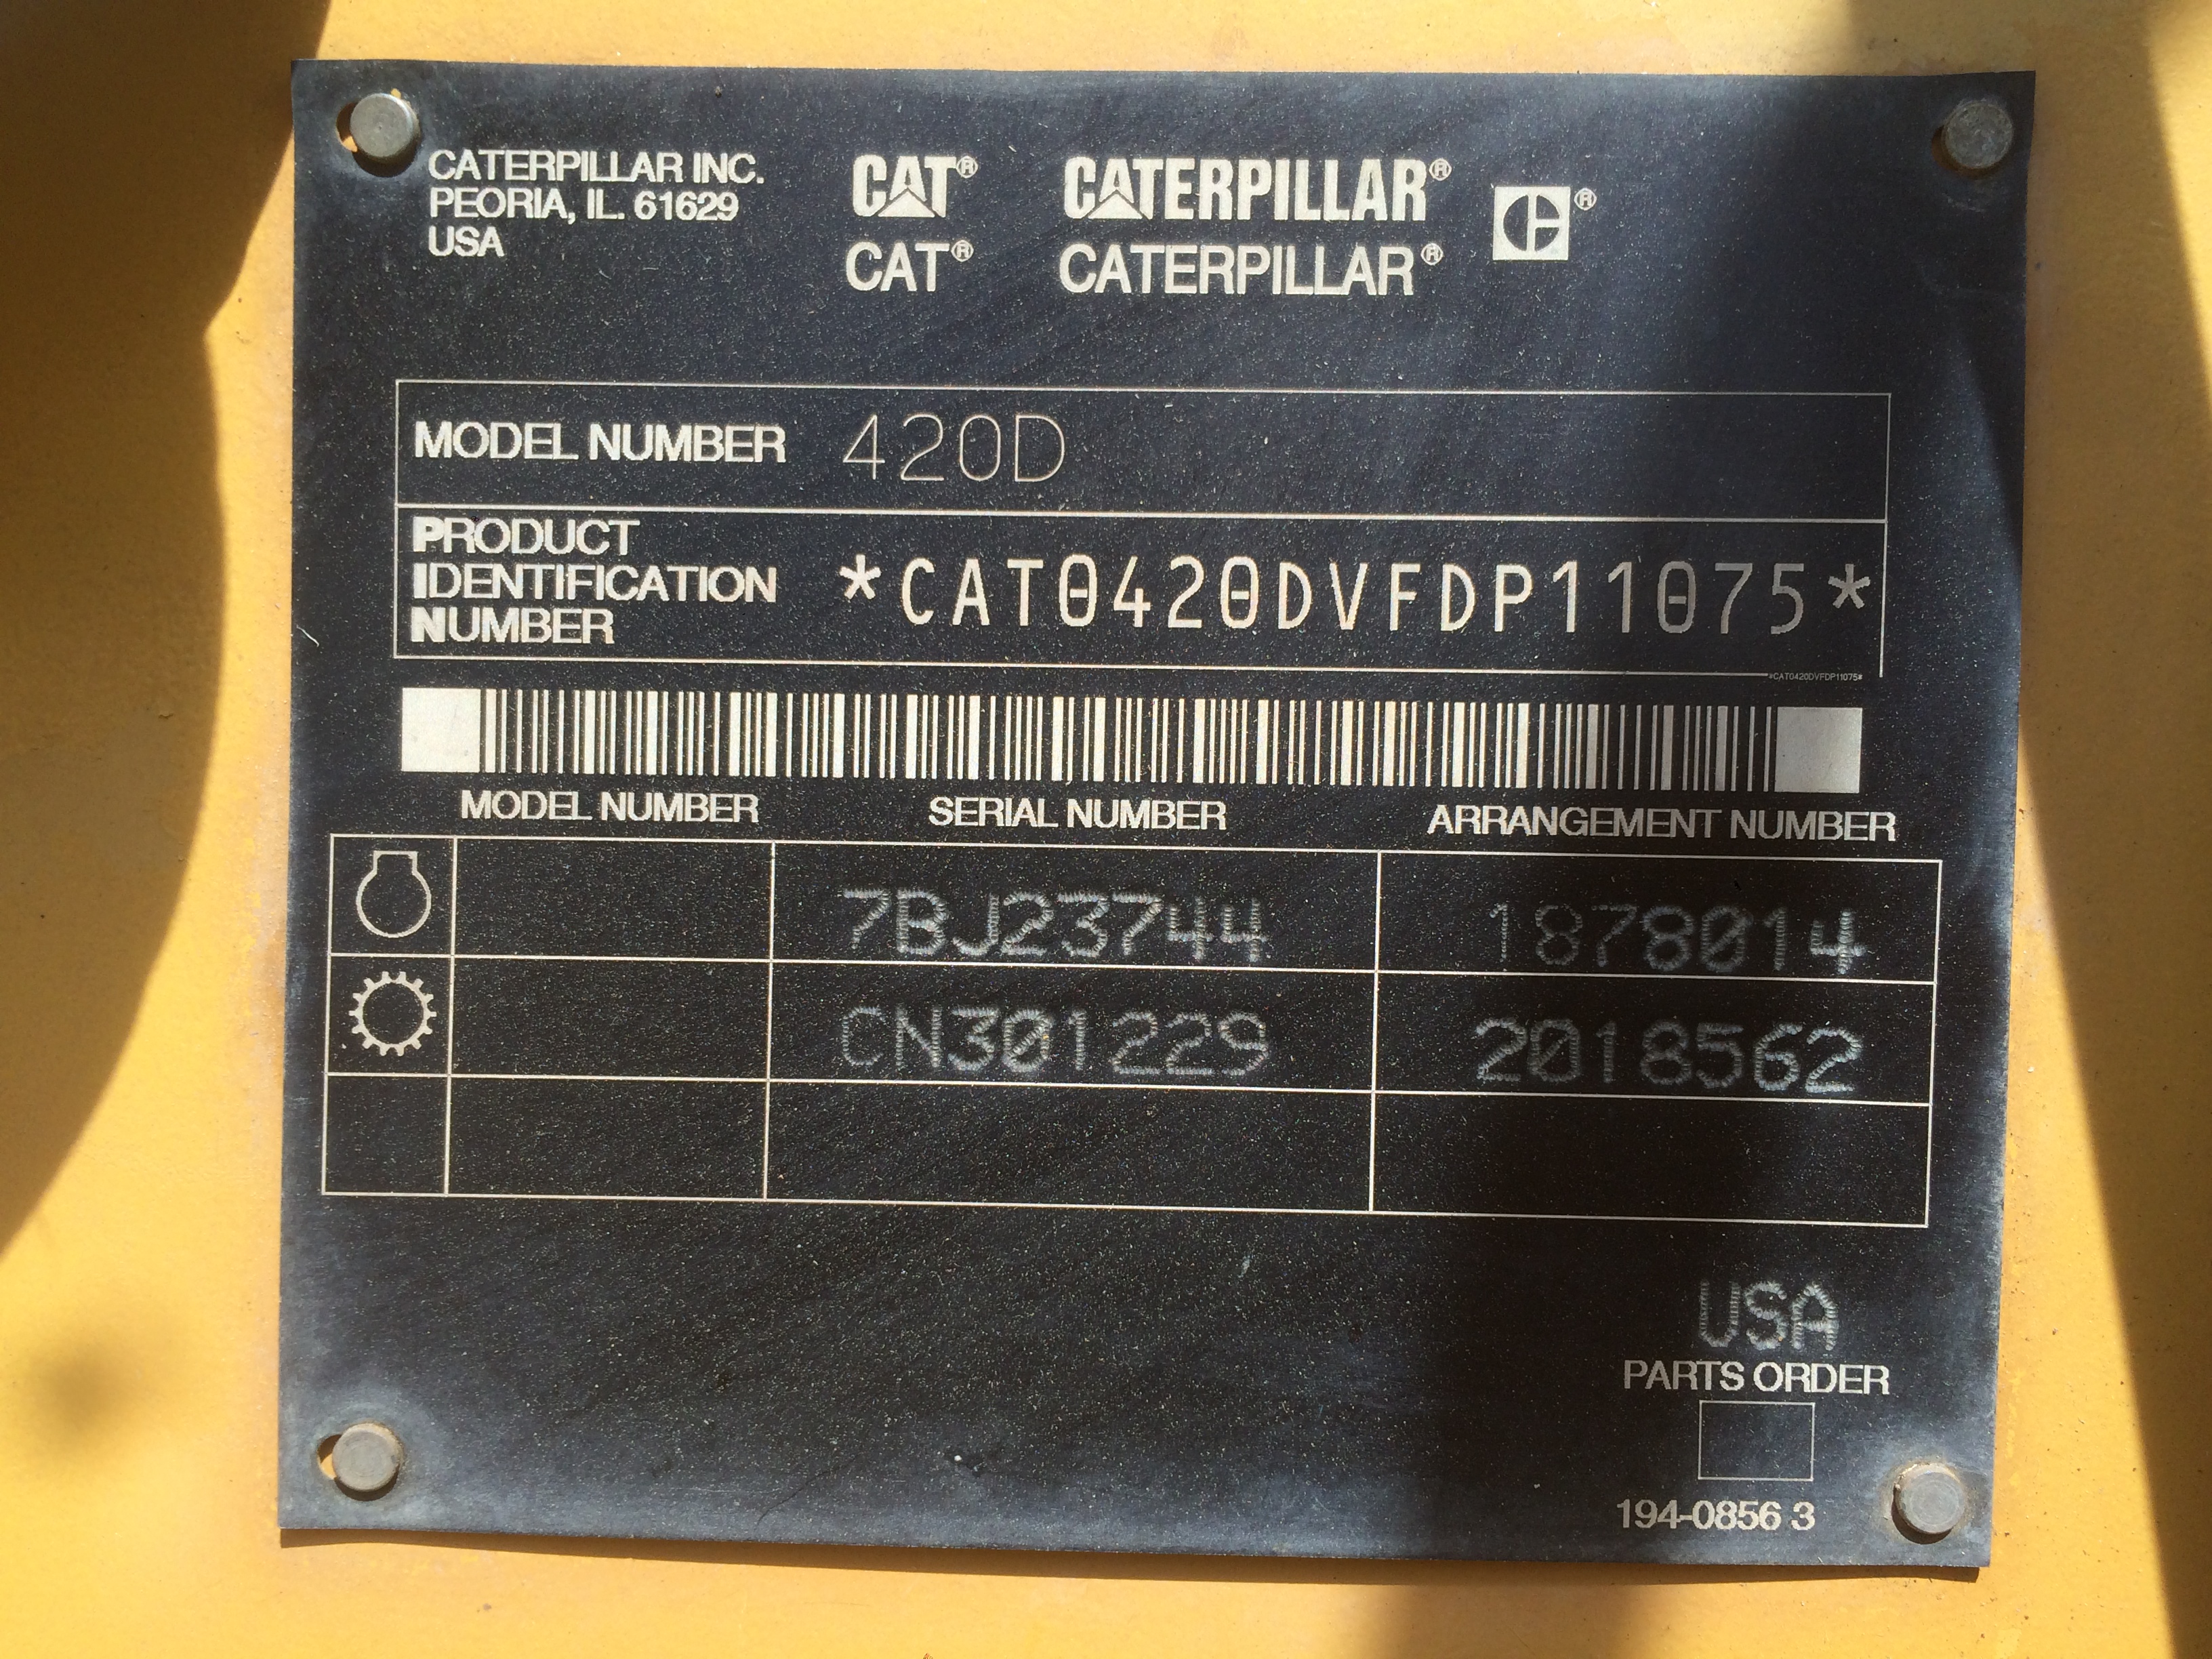 CATERPILLAR INC.
PEORIA, IL. 61629
USA
CAT® CATERPILLAR® ®
CAT® CATERPILLAR®
MODEL NUMBER 420D
PRODUCT
IDENTIFICATION
NUMBER
*CAT0420DVFDP11075*
*CAT0420DVFDP11075*
MODEL NUMBER SERIAL NUMBER ARRANGEMENT NUMBER
7BJ23744 1878014
CN301229 2018562
USA
PARTS ORDER
194-0856 3